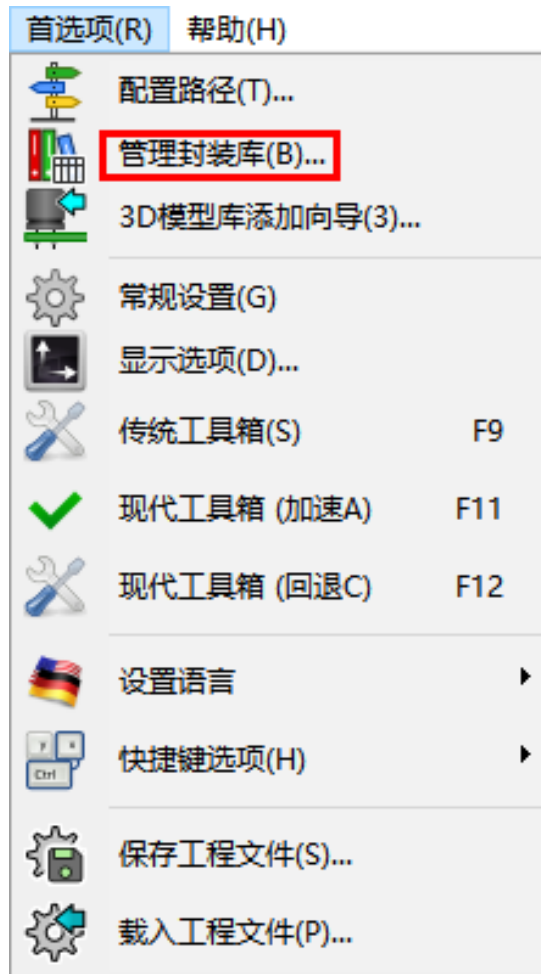 首选项(R) 帮助(H)
配置路径(T)...
管理封装库(B)...
3D模型库添加向导(3)...
常规设置(G)
显示选项(D)...
传统工具箱(S) F9
现代工具箱 (加速A) F11
现代工具箱 (回退C) F12
设置语言
快捷键选项(H)
Ctrl
保存工程文件(S)...
载入工程文件(P)...